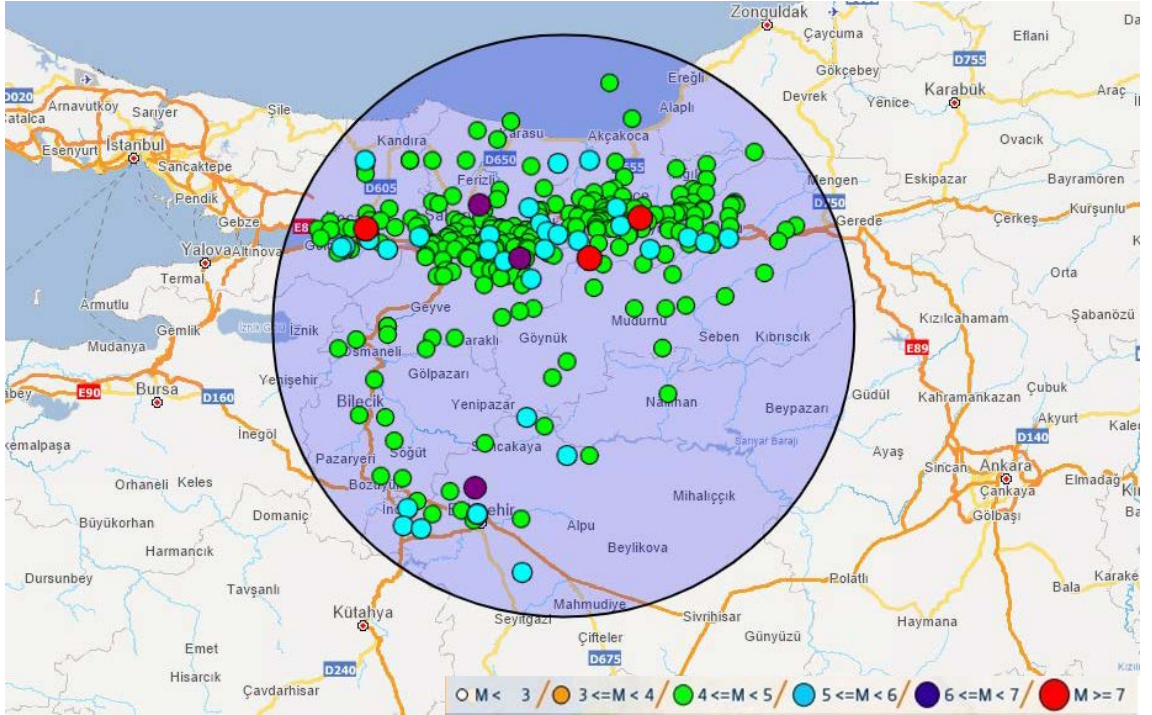 Zonguldak
Çaycuma
Eflani
D755
Gökçebey
Ereğli
Karabük
Araç
D020
Arnavutköy
Sarıyer
Şile
Alaplı
Devrek
Yenice
Çatalca
Esenyurt
İstanbul
Kandıra
Karasu
Akçakoca
Ovacık
Sancaktepe
D650
D605
Ferizli
Mengen
Eskipazar
Bayramören
Pendik
D750
Kurşunlu
Gebze
Gerede
Çerkeş
Yalova
Altınova
Termal
Orta
Armutlu
Geyve
Mudurnu
Kızılcahamam
Şabanözü
Gemlik
İznik
Göynük
Seben
Kıbrıscık
Mudanya
Osmaneli
E89
Yenişehir
Gölpazarı
Çubuk
E90
Bursa
D160
Bilecik
Yenipazar
Nallıhan
Beypazarı
Güdül
Kahramankazan
Akyurt
İnegöl
D140
kemalpaşa
Sarıyar Barajı
Ayaş
Pazaryeri
Söğüt
Sincan
Ankara
Elmadağ
Orhaneli
Keles
Mihalıççık
Çankaya
Büyükorhan
Domaniç
Gölbaşı
Alpu
Harmancık
Beylikova
Dursunbey
Tavşanlı
Polatlı
Bala
Kütahya
Mahmudiye
Seyitgazi
Sivrihisar
Haymana
Çifteler
Günyüzü
Emet
Hisarcık
D675
D240
Çavdarhisar
M < 3 / 3 <=M < 4 / 4 <=M < 5 / 5 <=M < 6 / 6 <=M < 7 / M >= 7